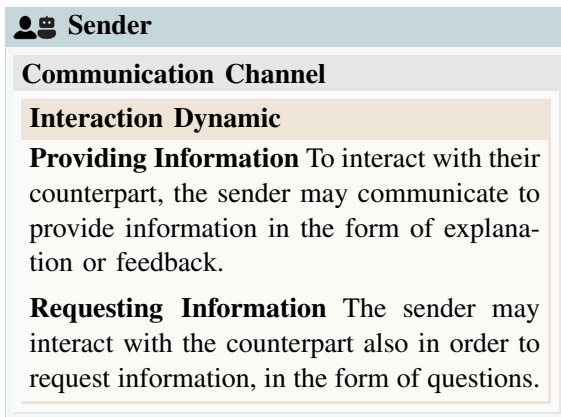 Sender
Communication Channel
Interaction Dynamic
Providing Information To interact with their
counterpart, the sender may communicate to
provide information in the form of explana-
tion or feedback.
Requesting Information The sender may
interact with the counterpart also in order to
request information, in the form of questions.